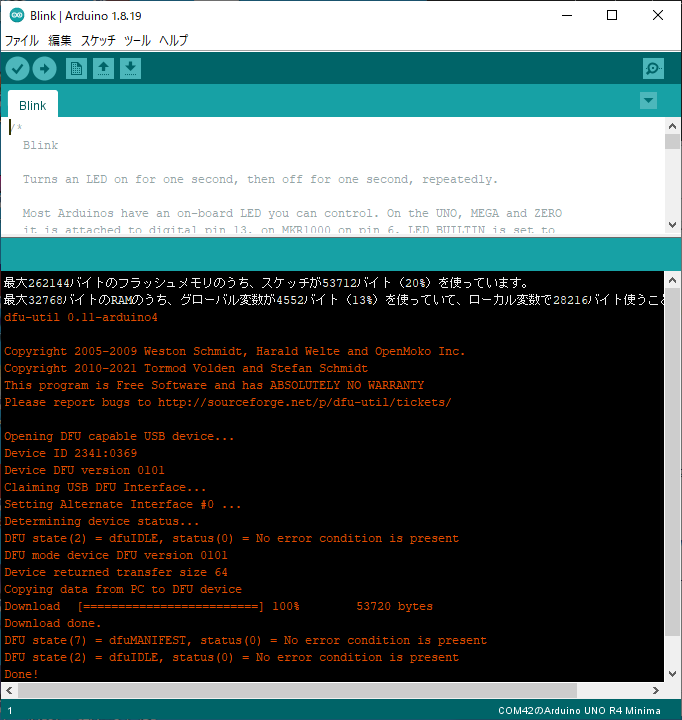 Blink | Arduino 1.8.19
ファイル 編集 スケッチ ツール ヘルプ
Blink
/*
Blink
Turns an LED on for one second, then off for one second, repeatedly.
Most Arduinos have an on-board LED you can control. On the UNO, MEGA and ZERO
it is attached to digital pin 13, on MKR1000 on pin 6. LED_BUILTIN is set to
最大262144バイトのフラッシュメモリのうち、スケッチが53712バイト（20%）を使っています。
最大32768バイトのRAMのうち、グローバル変数が4552バイト（13%）を使っていて、ローカル変数で28216バイト使うこと
dfu-util 0.11-arduino4
Copyright 2005-2009 Weston Schmidt, Harald Welte and OpenMoko Inc.
Copyright 2010-2021 Tormod Volden and Stefan Schmidt
This program is Free Software and has ABSOLUTELY NO WARRANTY
Please report bugs to http://sourceforge.net/p/dfu-util/tickets/
Opening DFU capable USB device...
Device ID 2341:0369
Device DFU version 0101
Claiming USB DFU Interface...
Setting Alternate Interface #0 ...
Determining device status...
DFU state(2) = dfuIDLE, status(0) = No error condition is present
DFU mode device DFU version 0101
Device returned transfer size 64
Copying data from PC to DFU device
Download [=========================] 100% 53720 bytes
Download done.
DFU state(7) = dfuMANIFEST, status(0) = No error condition is present
DFU state(2) = dfuIDLE, status(0) = No error condition is present
Done!
1 COM42のArduino UNO R4 Minima